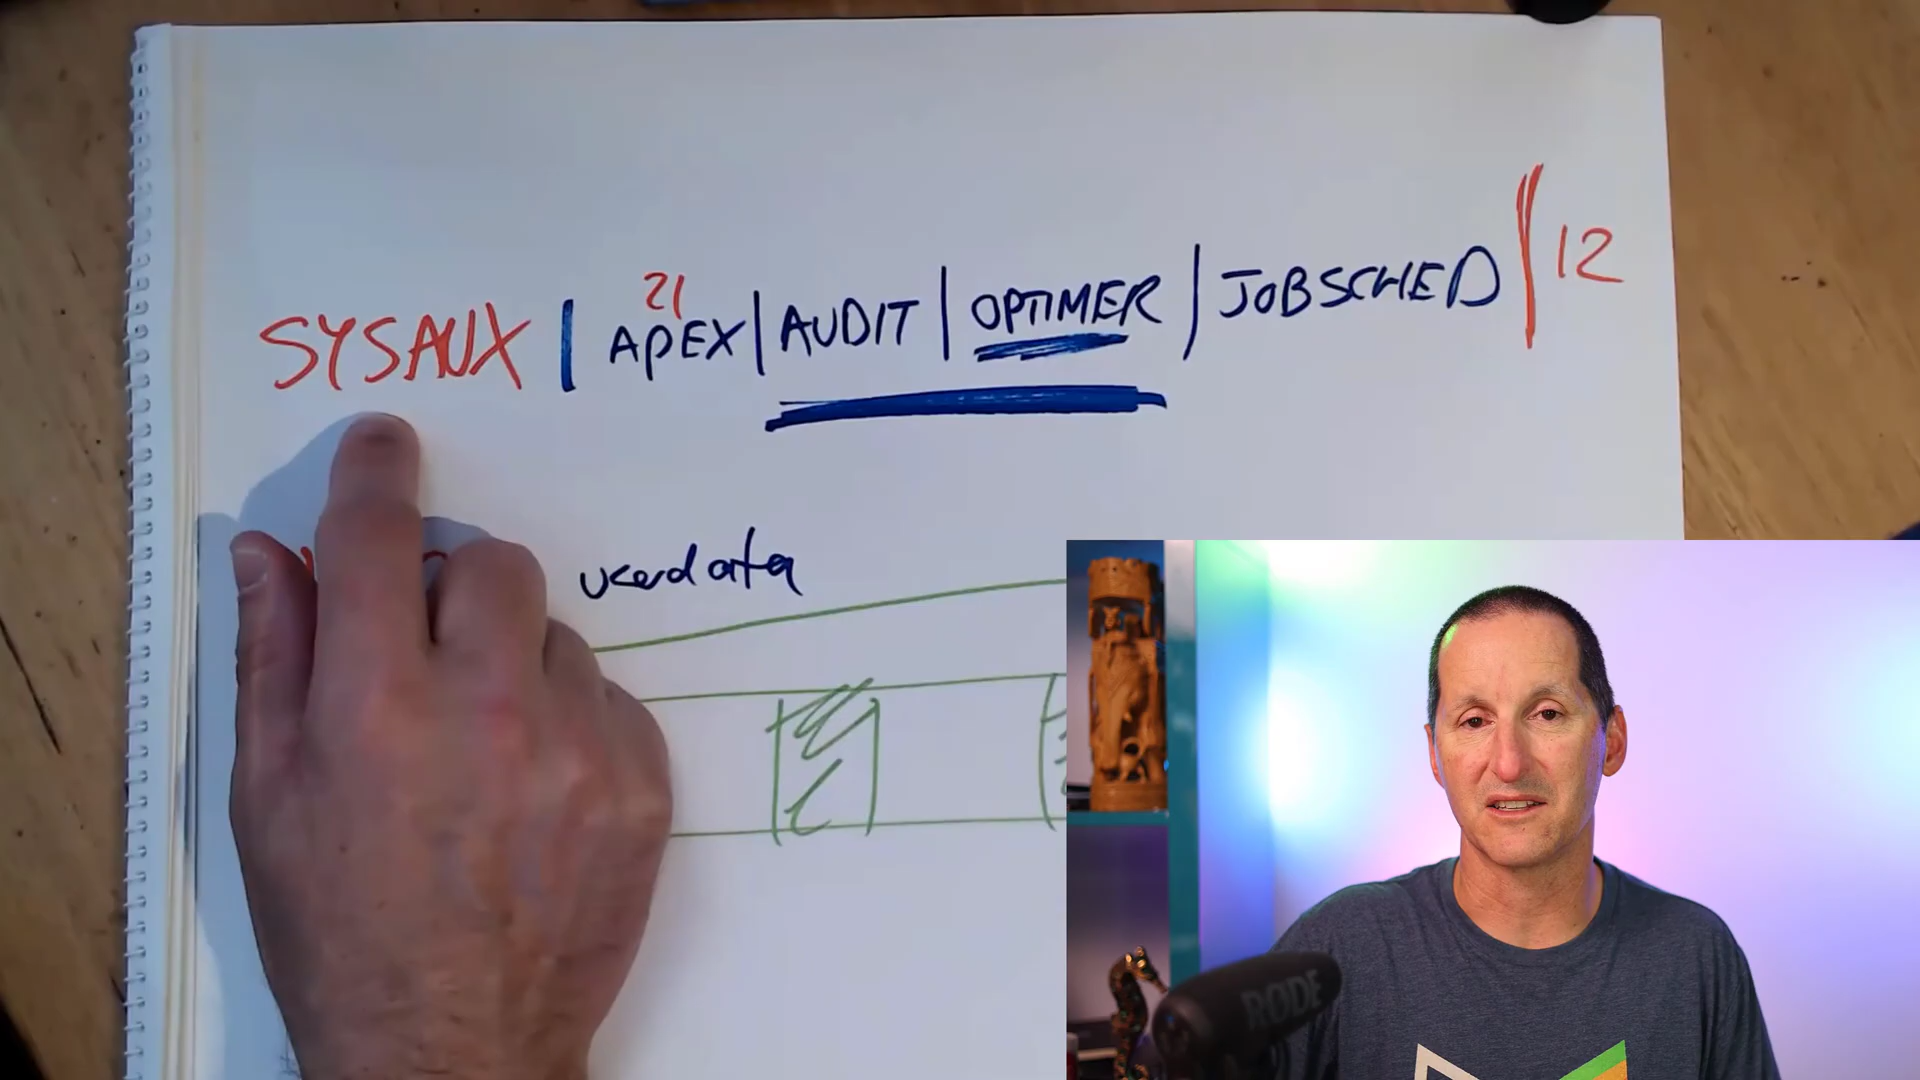 21
SYSAUX | APEX | AUDIT | OPTIMER | JOBSCHED | 12
userdata
RØDE